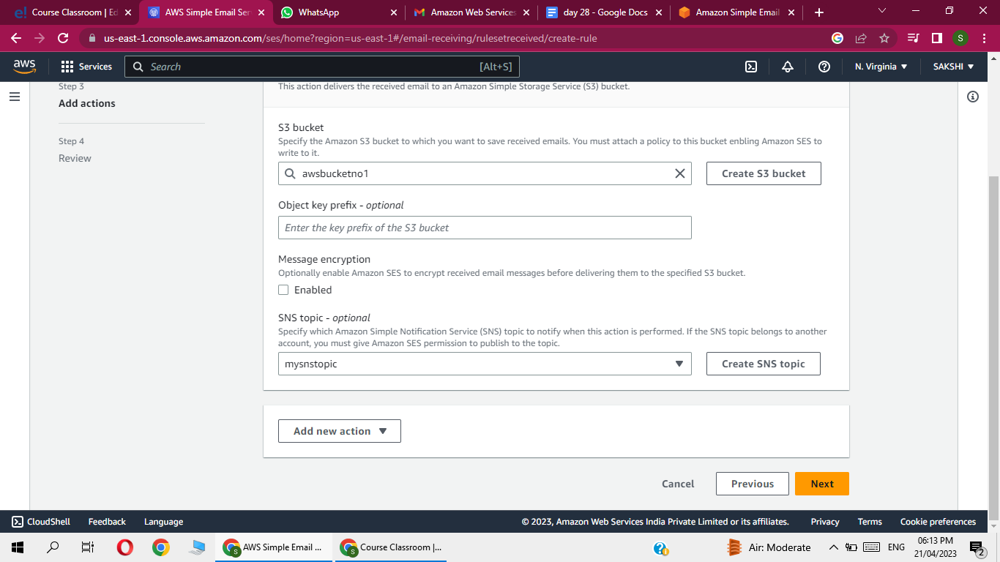 Course Classroom | Ed
AWS Simple Email Ser
WhatsApp
Amazon Web Services
day 28 - Google Docs
Amazon Simple Email
us-east-1.console.aws.amazon.com/ses/home?region=us-east-1#/email-receiving/rulesetreceived/create-rule
S
aws
Services
Search
[Alt+S]
N. Virginia
SAKSHI
Step 3
Add actions
Step 4
Review
This action delivers the received email to an Amazon Simple Storage Service (S3) bucket.
S3 bucket
Specify the Amazon S3 bucket to which you want to save received emails. You must attach a policy to this bucket enbling Amazon SES to
write to it.
awsbucketno1
Create S3 bucket
Object key prefix - optional
Enter the key prefix of the S3 bucket
Message encryption
Optionally enable Amazon SES to encrypt received email messages before delivering them to the specified S3 bucket.
Enabled
SNS topic - optional
Specify which Amazon Simple Notification Service (SNS) topic to notify when this action is performed. If the SNS topic belongs to another
account, you must give Amazon SES permission to publish to the topic.
mysnstopic
Create SNS topic
Add new action
Cancel
Previous
Next
CloudShell
Feedback
Language
© 2023, Amazon Web Services India Private Limited or its affiliates.
Privacy
Terms
Cookie preferences
AWS Simple Email ...
Course Classroom |...
Air: Moderate
ENG
06:13 PM
21/04/2023
2